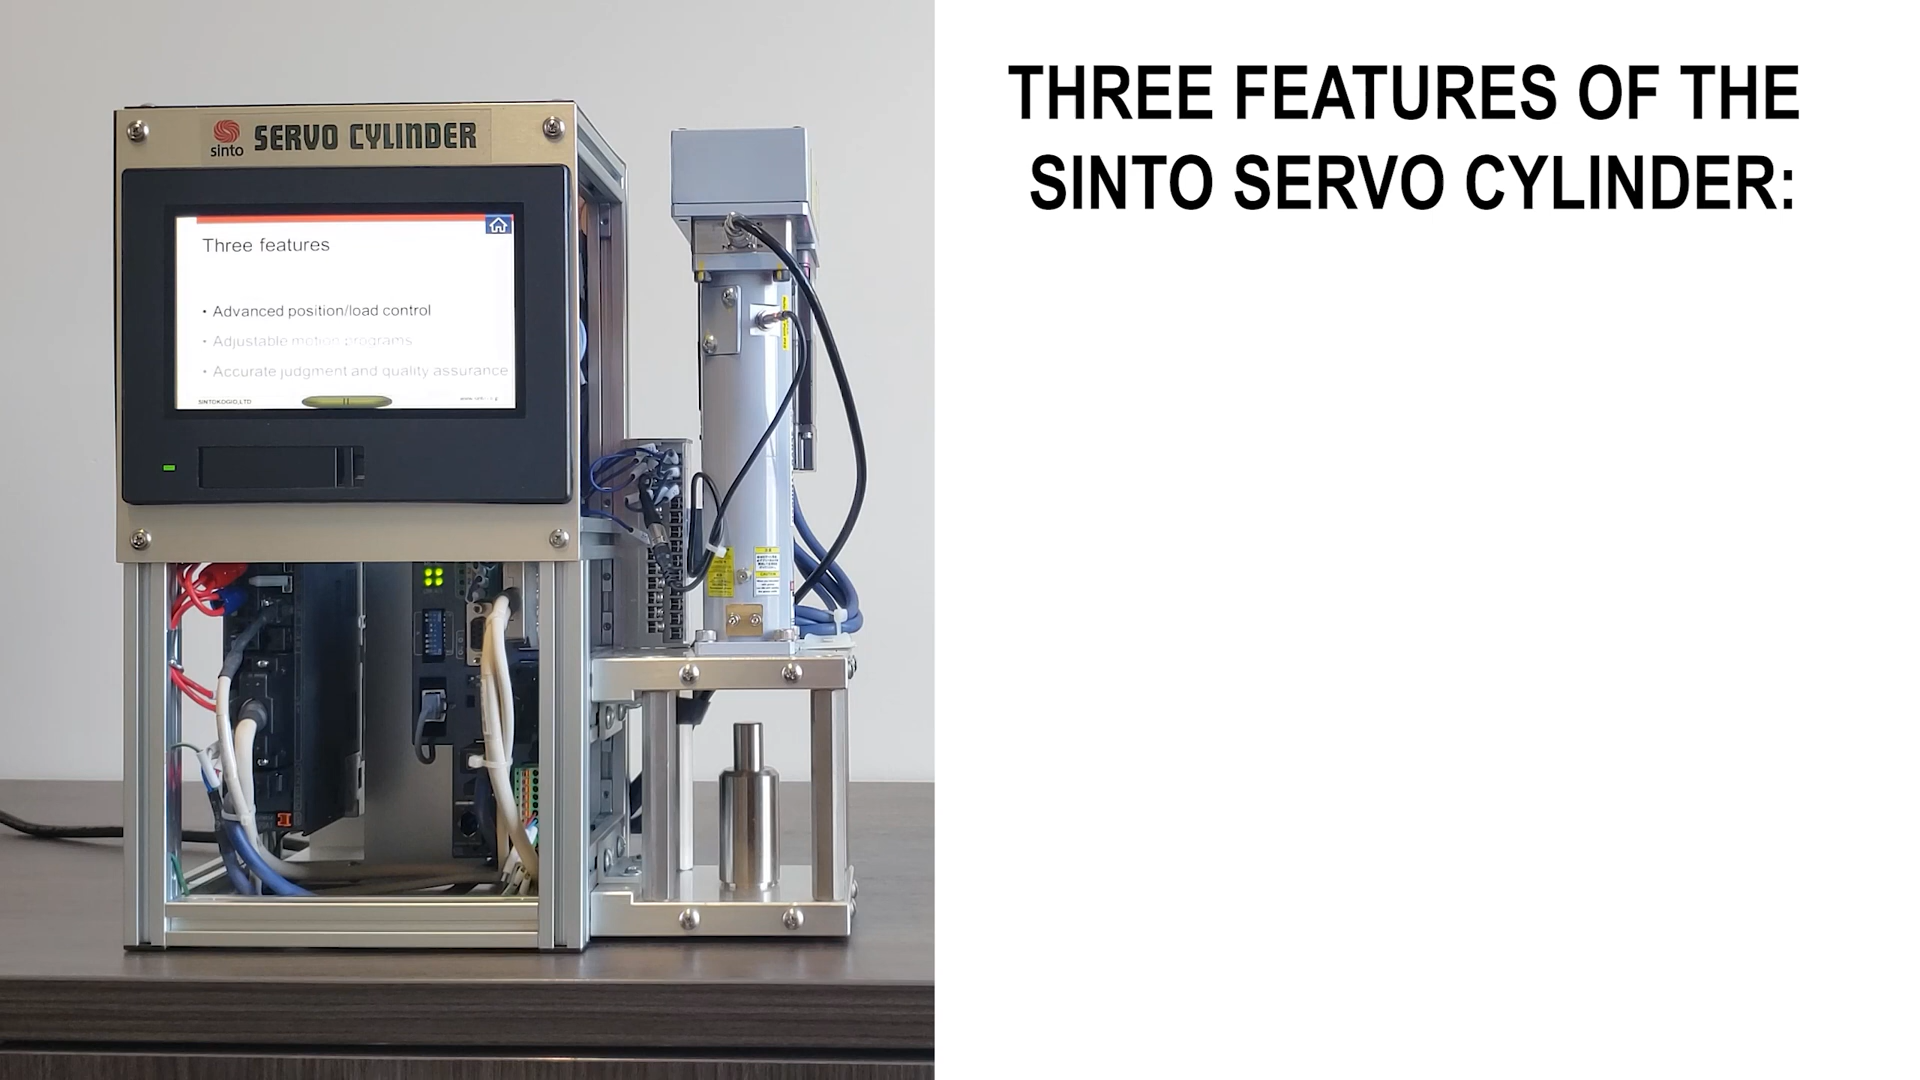 sinto SERVO CYLINDER
Three features
• Advanced position/load control
• Adjustable motion programs
• Accurate judgment and quality assurance
SINTOKOGIO,LTD
THREE FEATURES OF THE
SINTO SERVO CYLINDER: